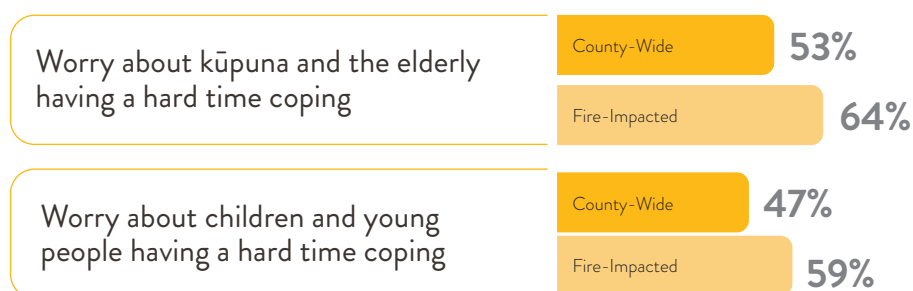 Worry about kūpuna and the elderly
having a hard time coping
County-Wide
53%
Fire-Impacted
64%
Worry about children and young
people having a hard time coping
County-Wide
47%
Fire-Impacted
59%